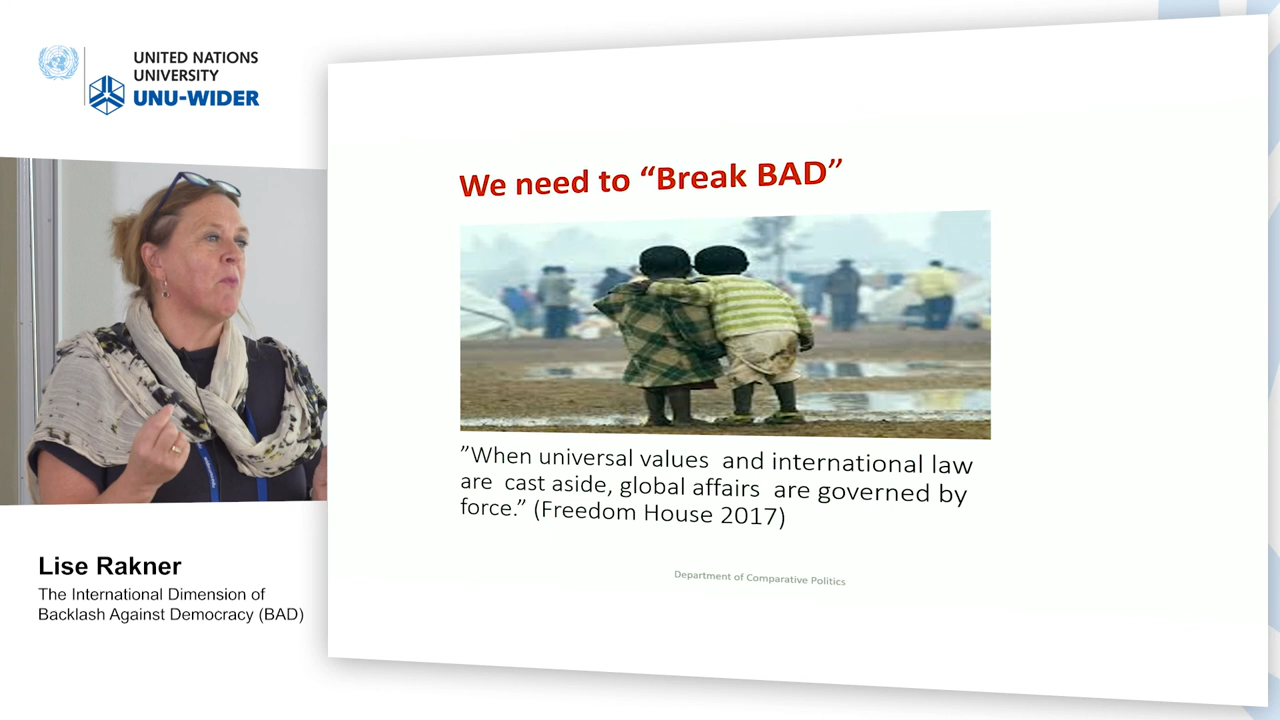 UNITED NATIONS
UNIVERSITY
UNU-WIDER
We need to “Break BAD”
”When universal values and international law
are cast aside, global affairs are governed by
force.” (Freedom House 2017)
Department of Comparative Politics
Lise Rakner
The International Dimension of
Backlash Against Democracy (BAD)